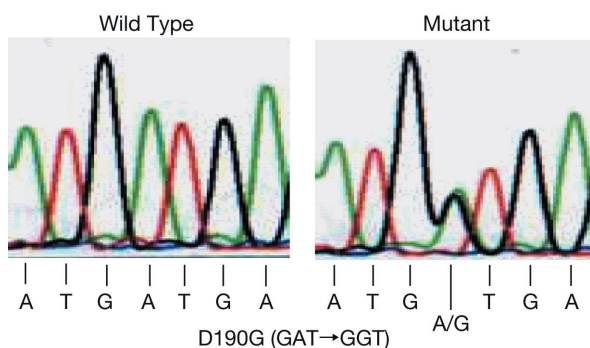 Wild Type
Mutant
A T G A T G A
A T G A/G T G A
D190G (GAT→GGT)